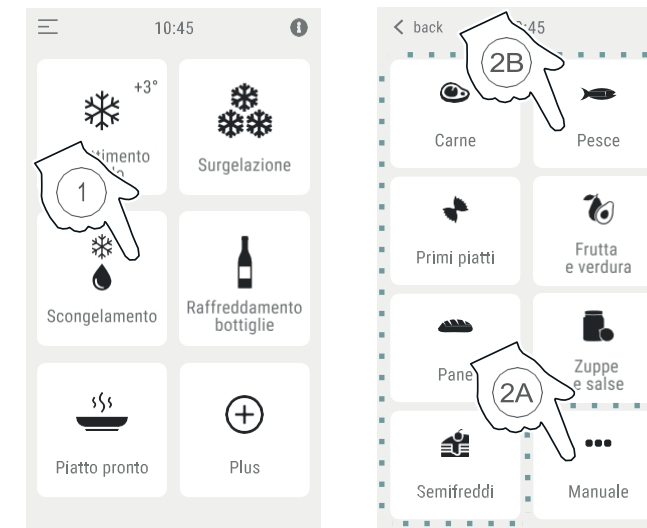 10:45
+3°
Surgelazione
1
Scongelamento
Raffreddamento
bottiglie
Piatto pronto
Plus
back
2B
Carne
Pesce
Primi piatti
Frutta
e verdura
Pane
Zuppe
e salse
2A
Semifreddi
Manuale